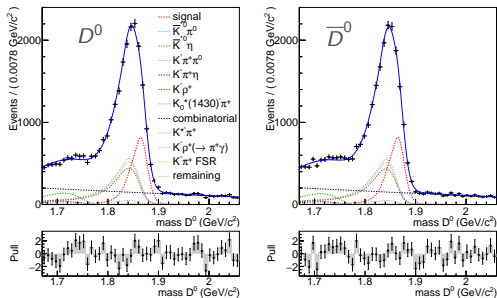 D⁰
Events / (0.0078 GeV/c²)
2000
1000
0
signal
K̅*⁰π⁰
K̅*⁰η
K⁻π⁺π⁰
K⁻π⁺η
K⁻ρ⁺
K₀*(1430)⁻π⁺
combinatorial
K*⁻π⁺
K⁻ρ⁺(→ π⁺γ)
K⁻π⁺ FSR
remaining
1.7 1.8 1.9 2
mass D⁰ (GeV/c²)
Pull
2
0
−2
1.7 1.8 1.9 2
mass D⁰ (GeV/c²)
D̅⁰
Events / (0.0078 GeV/c²)
2000
1000
0
1.7 1.8 1.9 2
mass D⁰ (GeV/c²)
Pull
2
0
−2
1.7 1.8 1.9 2
mass D⁰ (GeV/c²)